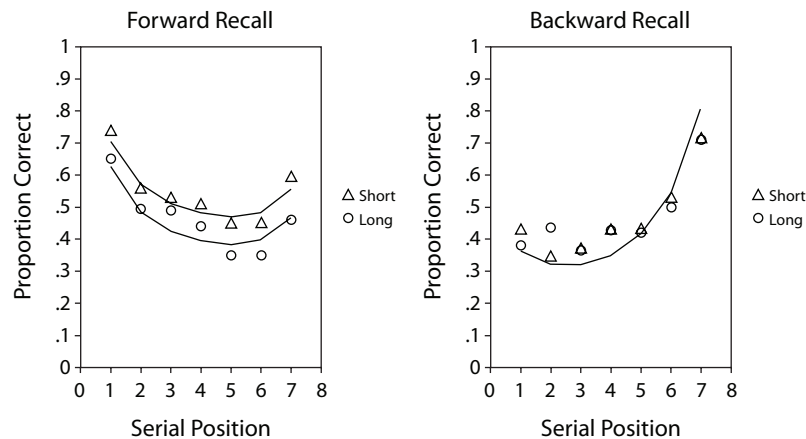 Forward Recall
1
.9
.8
.7
.6
.5
.4
.3
.2
.1
0
Proportion Correct
0 1 2 3 4 5 6 7 8
Serial Position
Short
Long
Backward Recall
1
.9
.8
.7
.6
.5
.4
.3
.2
.1
0
Proportion Correct
0 1 2 3 4 5 6 7 8
Serial Position
Short
Long